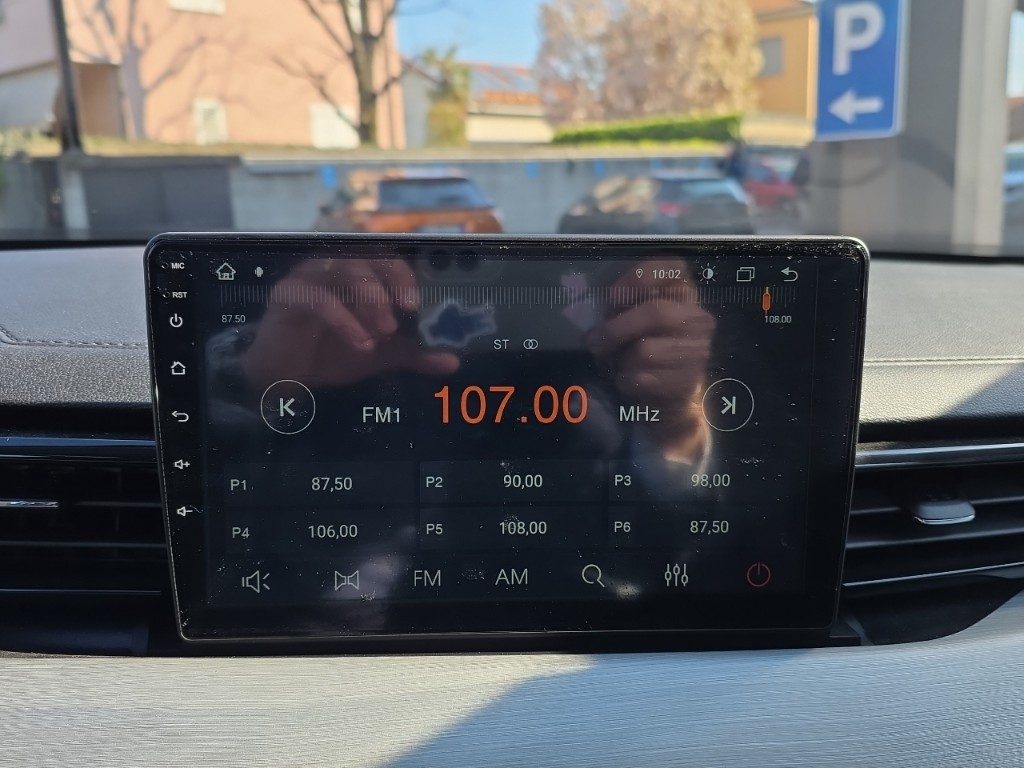 P
MIC
10:02
RST
87.50
108.00
ST
FM1 107.00 MHz
P1 87,50 P2 90,00 P3 98,00
P4 106,00 P5 108,00 P6 87,50
FM AM